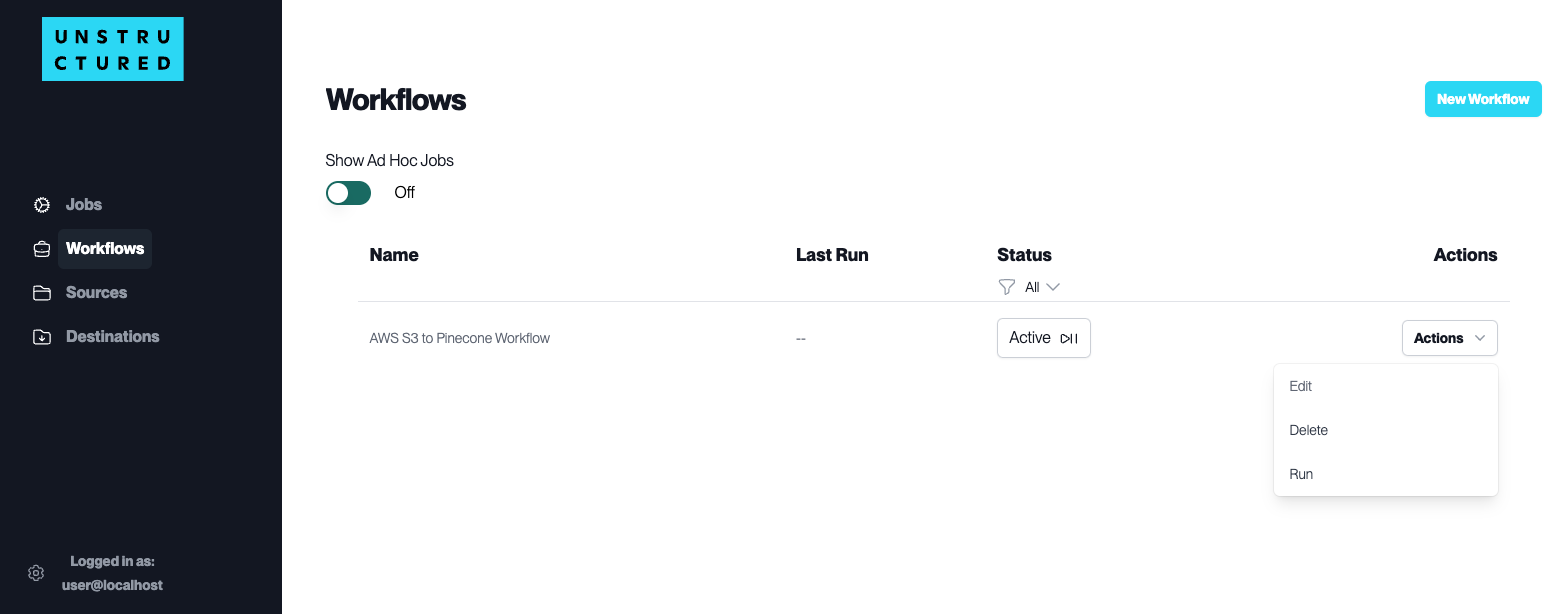 UNSTRU
CTURED
Jobs
Workflows
Sources
Destinations
Logged in as:
user@localhost
Workflows
New Workflow
Show Ad Hoc Jobs
Off
Name Last Run Status Actions
All
AWS S3 to Pinecone Workflow -- Active Actions
Edit
Delete
Run